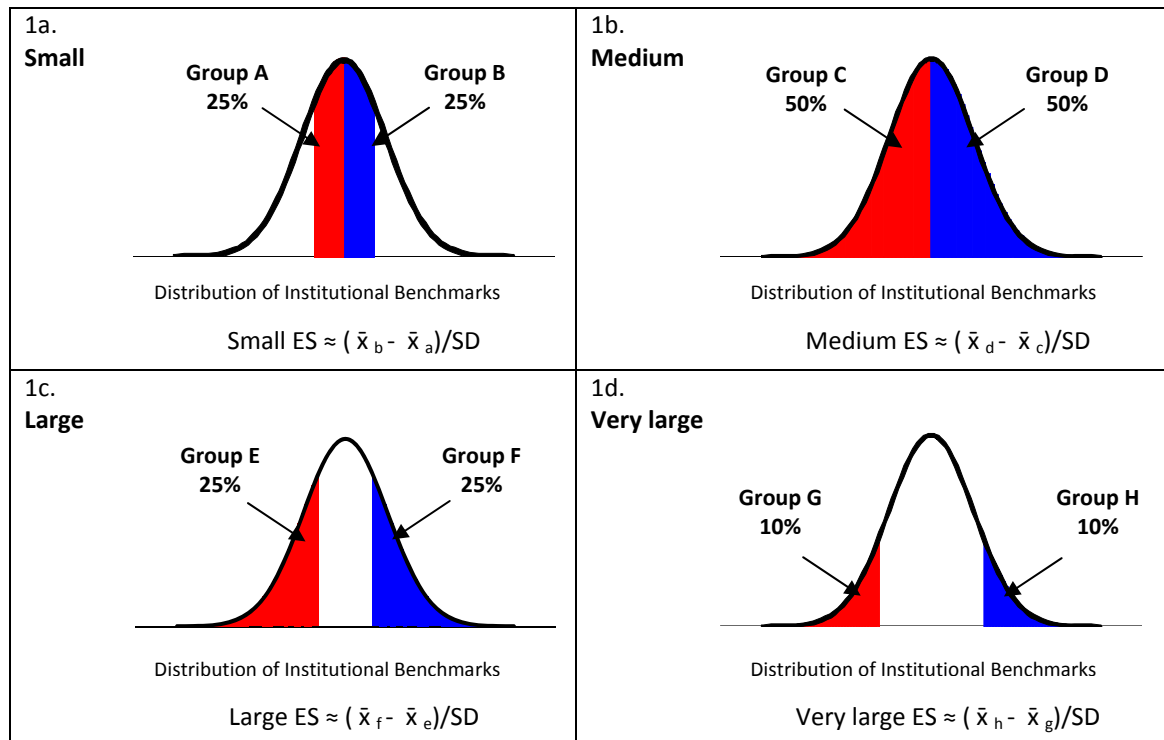 1a.
Small
Group A
25%
Group B
25%
Distribution of Institutional Benchmarks
Small ES ≈ ( x̄ b - x̄ a)/SD
1b.
Medium
Group C
50%
Group D
50%
Distribution of Institutional Benchmarks
Medium ES ≈ ( x̄ d - x̄ c)/SD
1c.
Large
Group E
25%
Group F
25%
Distribution of Institutional Benchmarks
Large ES ≈ ( x̄ f - x̄ e)/SD
1d.
Very large
Group G
10%
Group H
10%
Distribution of Institutional Benchmarks
Very large ES ≈ ( x̄ h - x̄ g)/SD